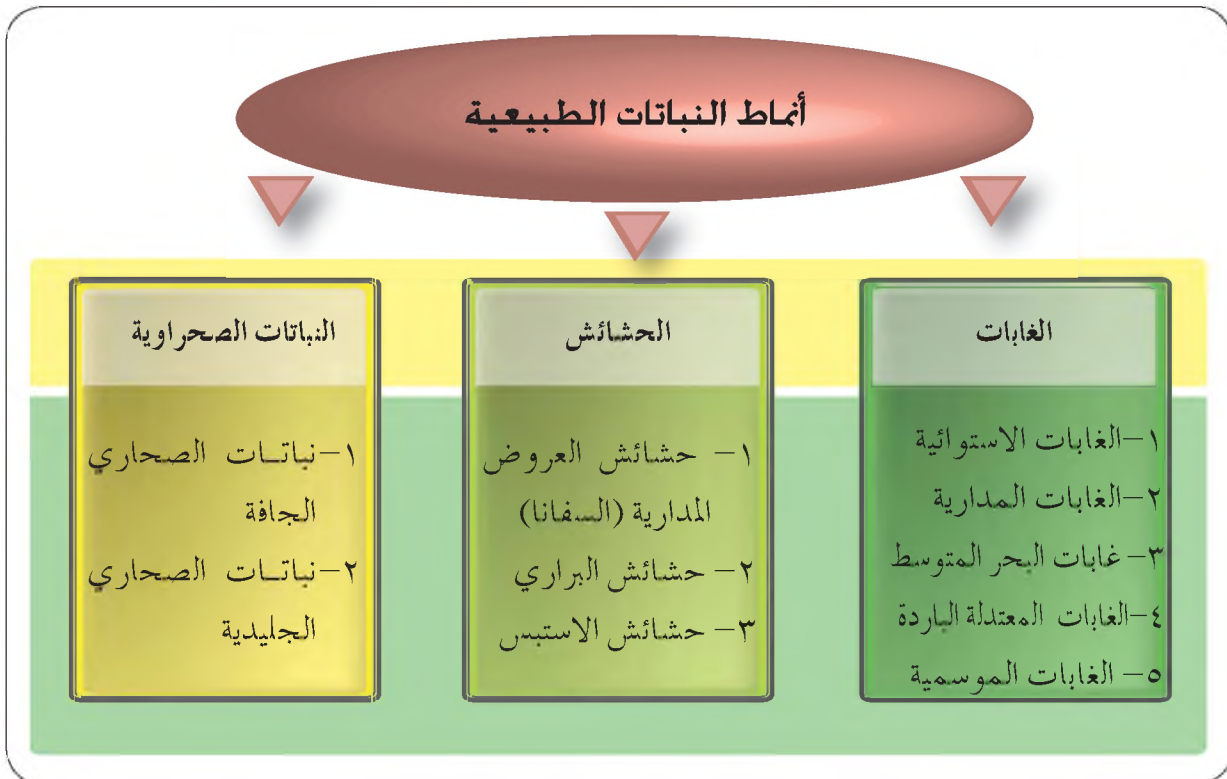 أنماط النباتات الطبيعية
الغابات
١-الغابات الاستوائية
٢-الغابات المدارية
٣- غابات البحر المتوسط
٤-الغابات المعتدلة الباردة
٥- الغابات الموسمية
الحشائش
١- حشائش العروض
المدارية (السفانا)
٢- حشائش البراري
٣- حشائش الاستبس
النباتات الصحراوية
١-نباتات الصحاري
الجافة
٢-نباتات الصحاري
الجليدية